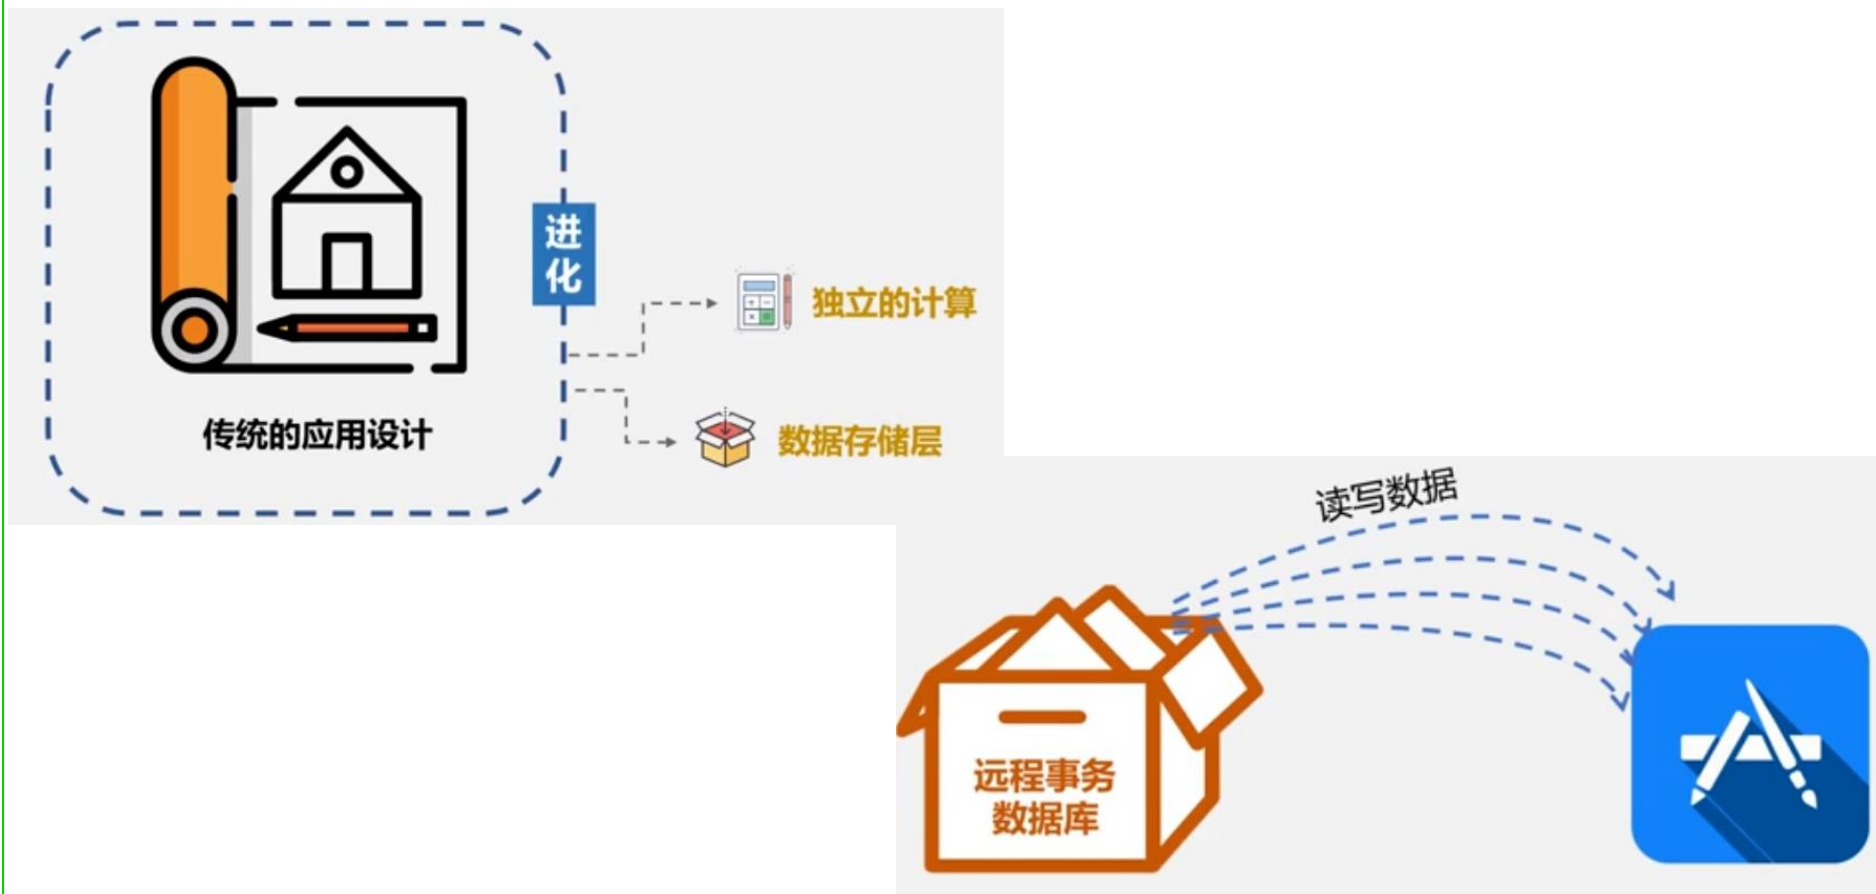 进
化
独立的计算
传统的应用设计
数据存储层
读写数据
远程事务
数据库